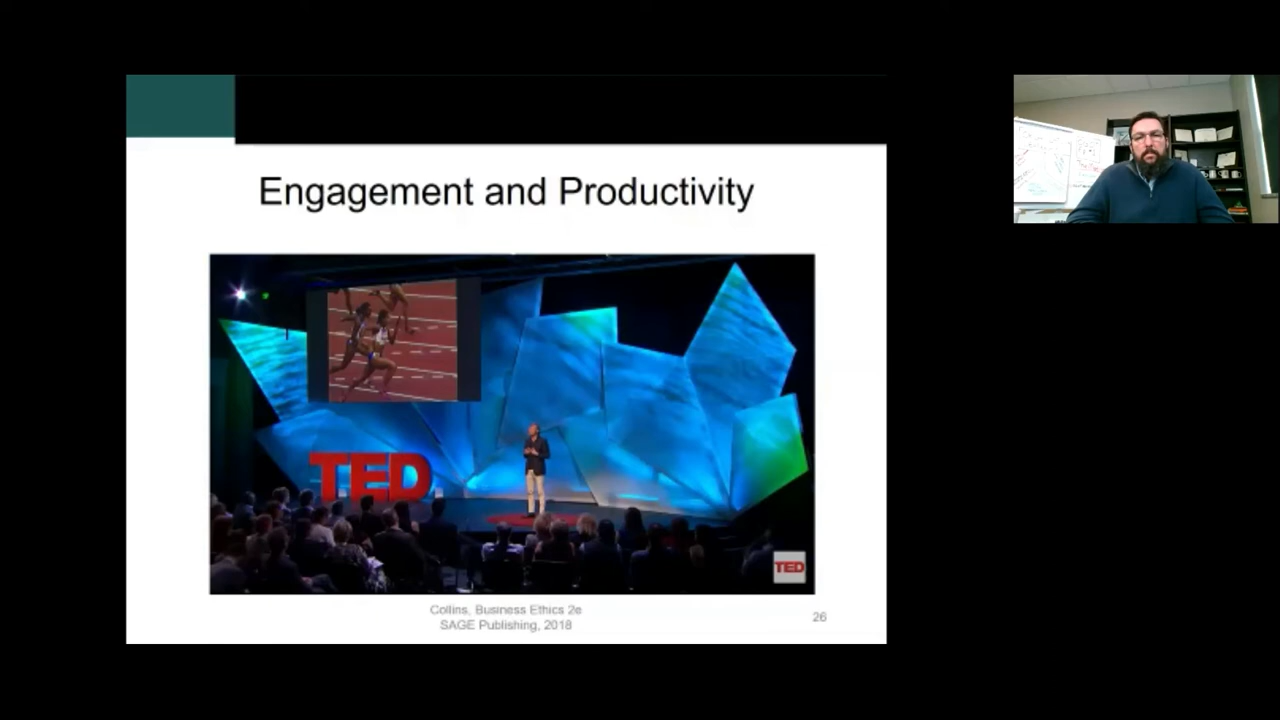 Engagement and Productivity
TED
TED
Collins, Business Ethics 2e
SAGE Publishing, 2018
26